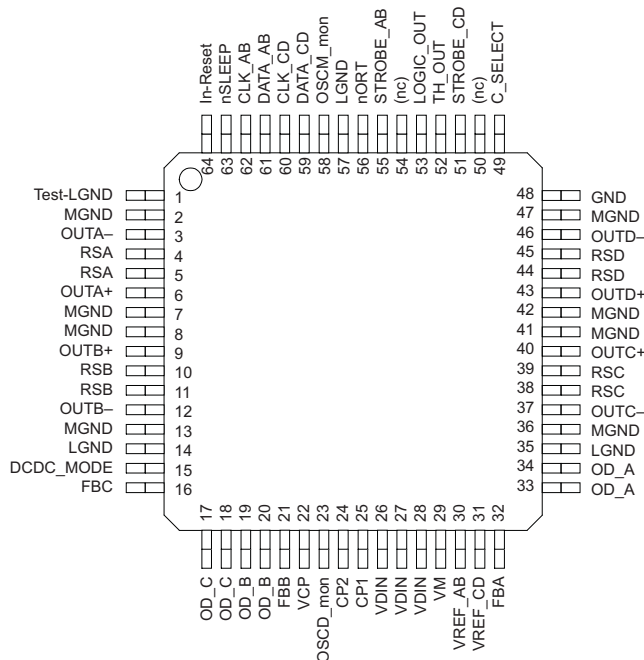 In-Reset
nSLEEP
CLK_AB
DATA_AB
CLK_CD
DATA_CD
OSCM_mon
LGND
nORT
STROBE_AB
(nc)
LOGIC_OUT
TH_OUT
STROBE_CD
(nc)
C_SELECT
64 63 62 61 60 59 58 57 56 55 54 53 52 51 50 49
Test-LGND 1 48 GND
MGND 2 47 MGND
OUTA– 3 46 OUTD–
RSA 4 45 RSD
RSA 5 44 RSD
OUTA+ 6 43 OUTD+
MGND 7 42 MGND
MGND 8 41 MGND
OUTB+ 9 40 OUTC+
RSB 10 39 RSC
RSB 11 38 RSC
OUTB– 12 37 OUTC–
MGND 13 36 MGND
LGND 14 35 LGND
DCDC_MODE 15 34 OD_A
FBC 16 33 OD_A
17 18 19 20 21 22 23 24 25 26 27 28 29 30 31 32
OD_C
OD_C
OD_B
OD_B
FBB
VCP
OSCD_mon
CP2
CP1
VDIN
VDIN
VDIN
VM
VREF_AB
VREF_CD
FBA